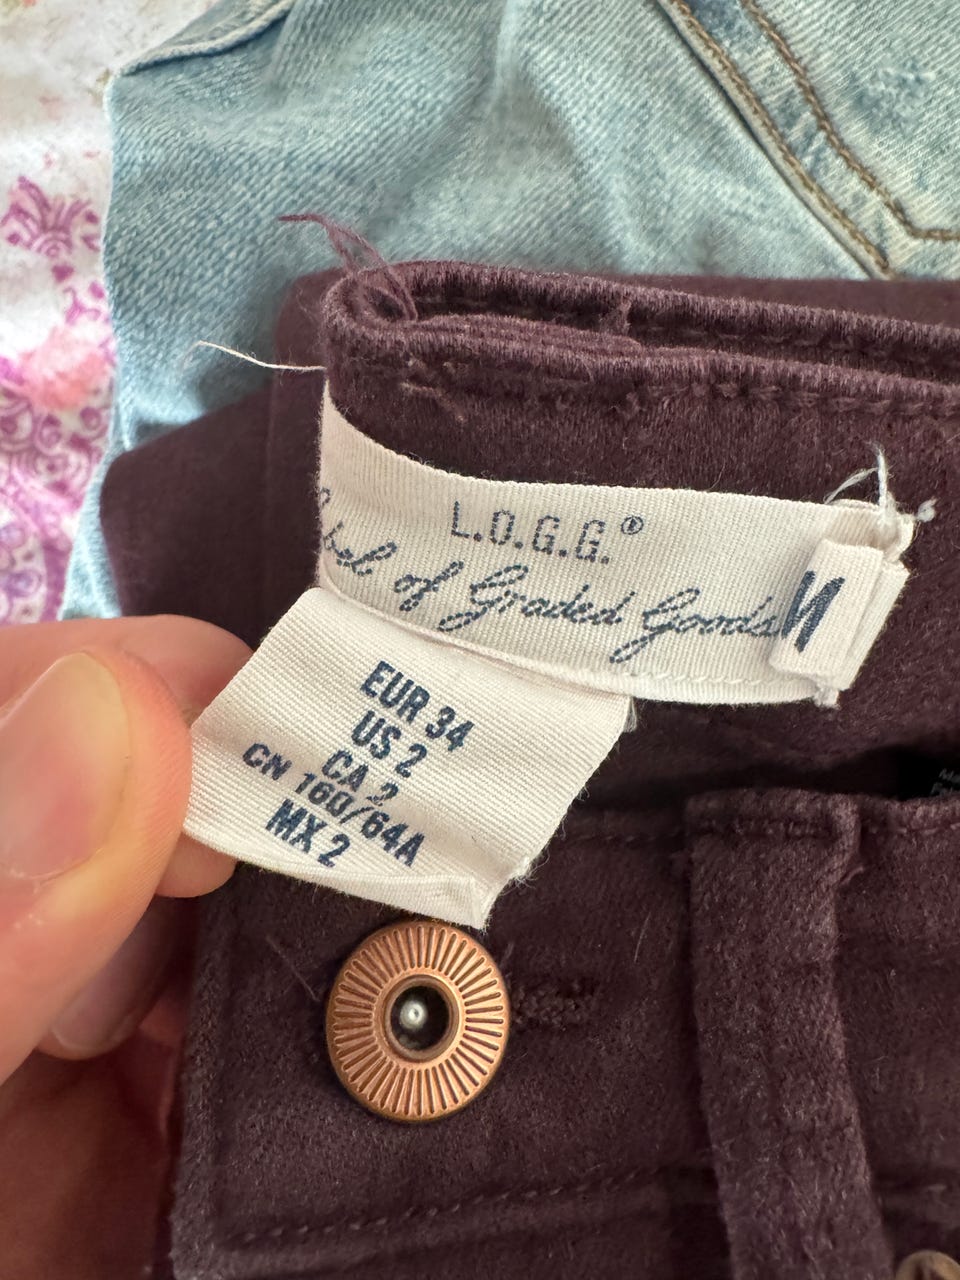 L.O.G.G.®
of Graded Goods
EUR 34
US 2
CA 2
CN 160/64A
MX 2